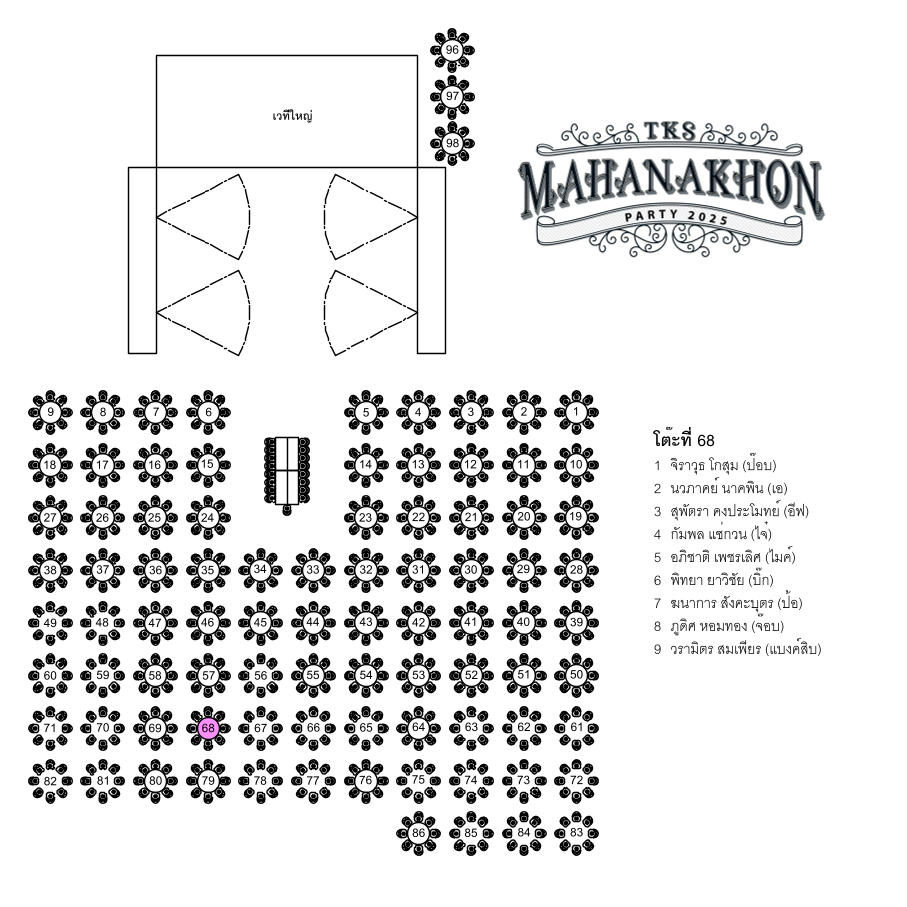 96
97
98
เวทีใหญ่
TKS
MAHANAKHON
PARTY 2025
9 8 7 6 5 4 3 2 1
18 17 16 15 14 13 12 11 10
27 26 25 24 23 22 21 20 19
38 37 36 35 34 33 32 31 30 29 28
49 48 47 46 45 44 43 42 41 40 39
60 59 58 57 56 55 54 53 52 51 50
71 70 69 68 67 66 65 64 63 62 61
82 81 80 79 78 77 76 75 74 73 72
86 85 84 83
โต๊ะที่ 68
1 จิราวุธ โกสุม (ป๊อบ)
2 นวภาคย์ นาคพิน (เอ)
3 สุพัตรา คงประโมทย์ (อีฟ)
4 กัมพล แซ่กวน (ไจ๋)
5 อภิชาติ เพชรเลิศ (ไมค์)
6 พิทยา ยาวิชัย (บิ๊ก)
7 ฆนาการ สังคะบุตร (ป้อ)
8 ภูดิศ หอมทอง (จ๊อบ)
9 วรามิตร สมเพียร (แบงค์สิบ)